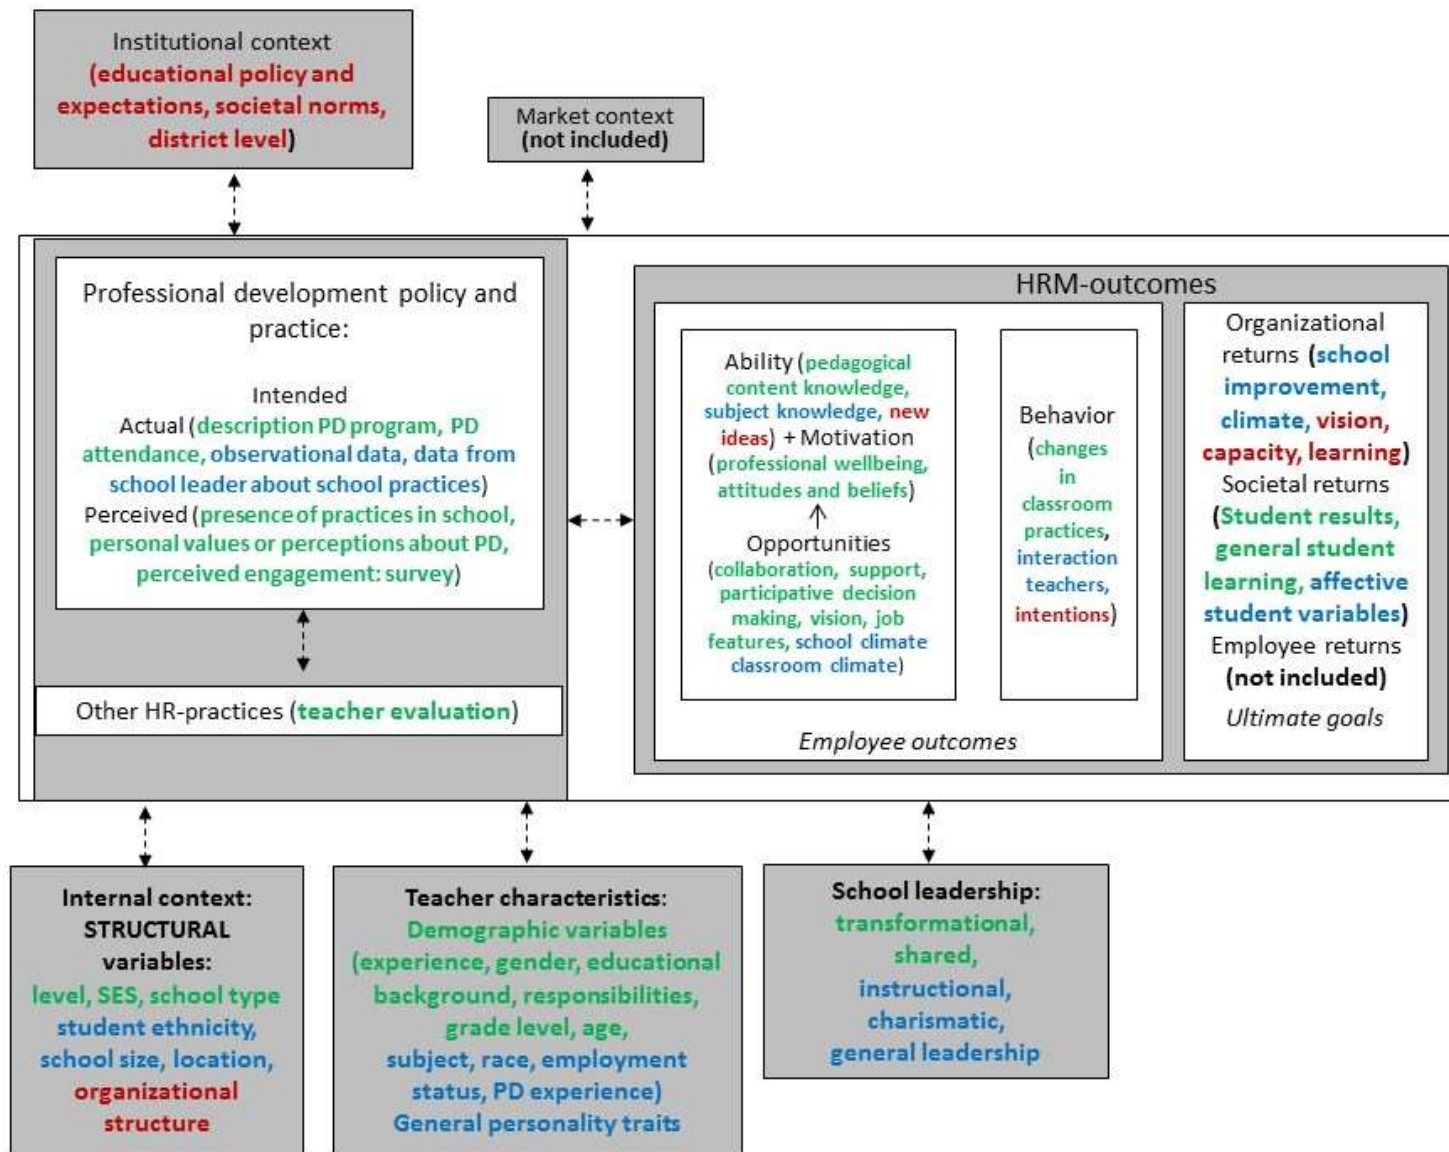 Institutional context
(educational policy and
expectations, societal norms,
district level)
Market context
(not included)
Professional development policy and
practice:
Intended
Actual (description PD program, PD
attendance, observational data, data from
school leader about school practices)
Perceived (presence of practices in school,
personal values or perceptions about PD,
perceived engagement: survey)
Other HR-practices (teacher evaluation)
HRM-outcomes
Ability (pedagogical
content knowledge,
subject knowledge, new
ideas) + Motivation
(professional wellbeing,
attitudes and beliefs)
Opportunities
(collaboration, support,
participative decision
making, vision, job
features, school climate
classroom climate)
Behavior
(changes
in
classroom
practices,
interaction
teachers,
intentions)
Employee outcomes
Organizational
returns (school
improvement,
climate, vision,
capacity, learning)
Societal returns
(Student results,
general student
learning, affective
student variables)
Employee returns
(not included)
Ultimate goals
Internal context:
STRUCTURAL
variables:
level, SES, school type
student ethnicity,
school size, location,
organizational
structure
Teacher characteristics:
Demographic variables
(experience, gender, educational
background, responsibilities,
grade level, age,
subject, race, employment
status, PD experience)
General personality traits
School leadership:
transformational,
shared,
instructional,
charismatic,
general leadership